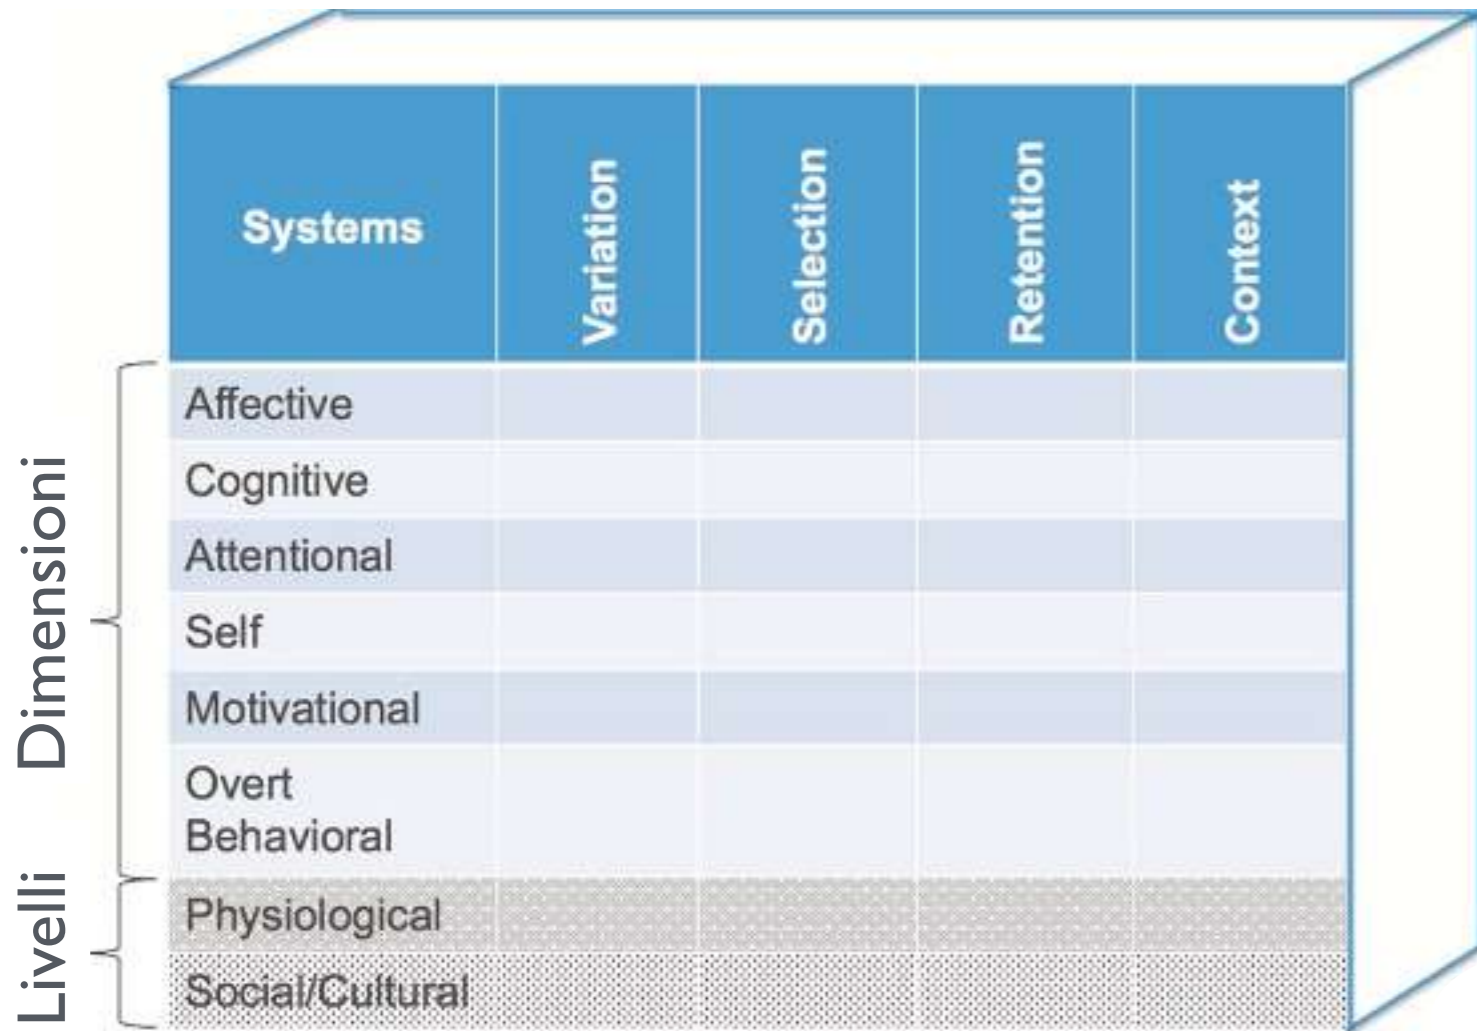 Systems
Variation
Selection
Retention
Context
Dimensioni
Affective
Cognitive
Attentional
Self
Motivational
Overt
Behavioral
Livelli
Physiological
Social/Cultural